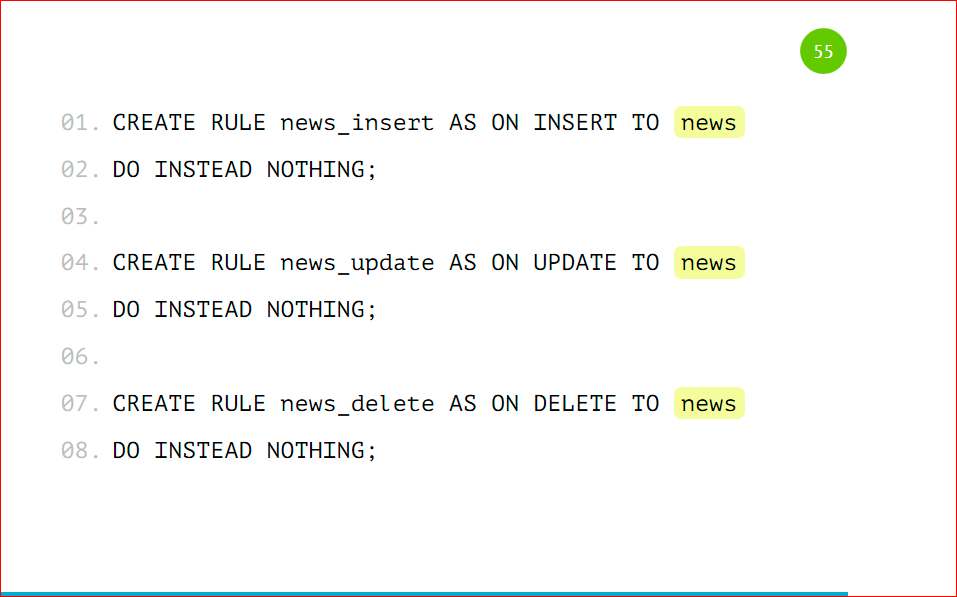 55
01. CREATE RULE news_insert AS ON INSERT TO news
02. DO INSTEAD NOTHING;
03.
04. CREATE RULE news_update AS ON UPDATE TO news
05. DO INSTEAD NOTHING;
06.
07. CREATE RULE news_delete AS ON DELETE TO news
08. DO INSTEAD NOTHING;